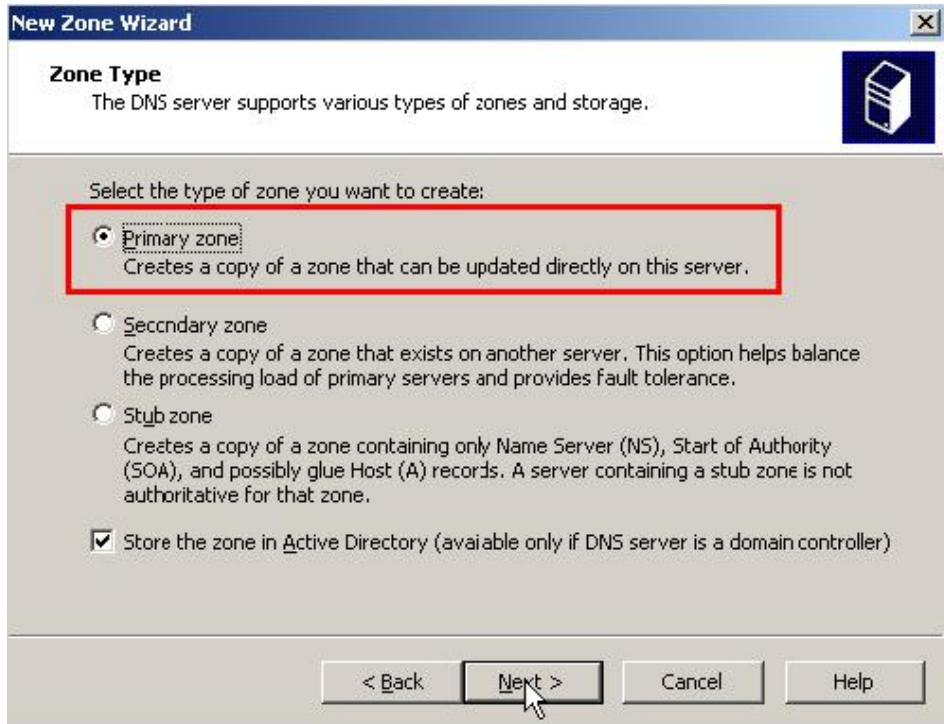 New Zone Wizard
Zone Type
The DNS server supports various types of zones and storage.
Select the type of zone you want to create:
Primary zone
Creates a copy of a zone that can be updated directly on this server.
Secondary zone
Creates a copy of a zone that exists on another server. This option helps balance
the processing load of primary servers and provides fault tolerance.
Stub zone
Creates a copy of a zone containing only Name Server (NS), Start of Authority
(SOA), and possibly glue Host (A) records. A server containing a stub zone is not
authoritative for that zone.
Store the zone in Active Directory (avaiable only if DNS server is a domain controller)
< Back
Next >
Cancel
Help